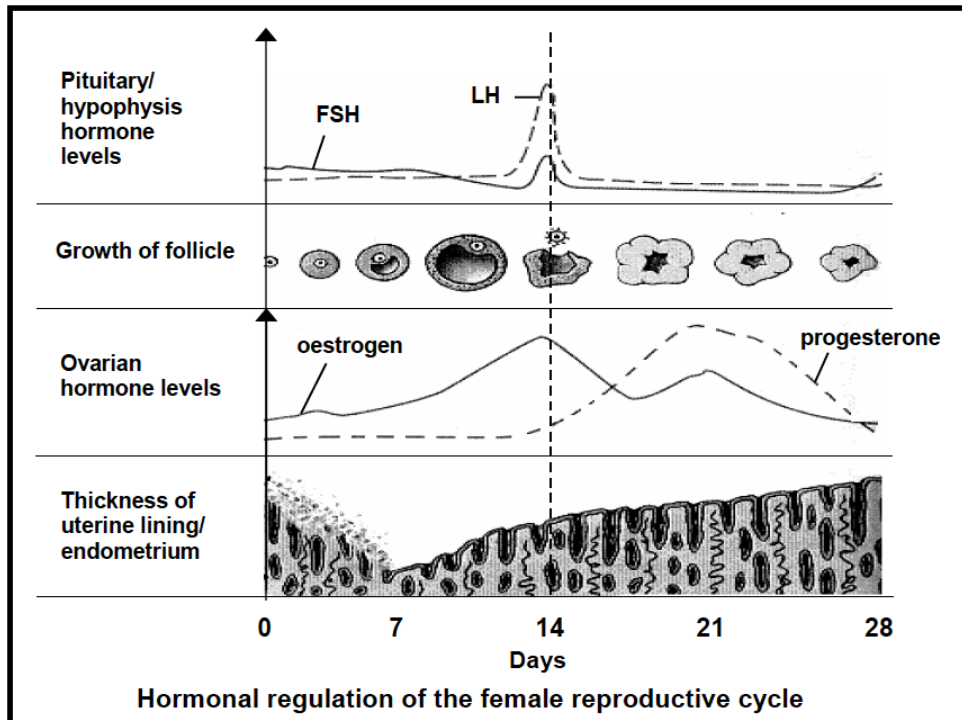 Pituitary/
hypophysis
hormone
levels
FSH
LH
Growth of follicle
Ovarian
hormone levels
oestrogen
progesterone
Thickness of
uterine lining/
endometrium
0 7 14 21 28
Days
Hormonal regulation of the female reproductive cycle